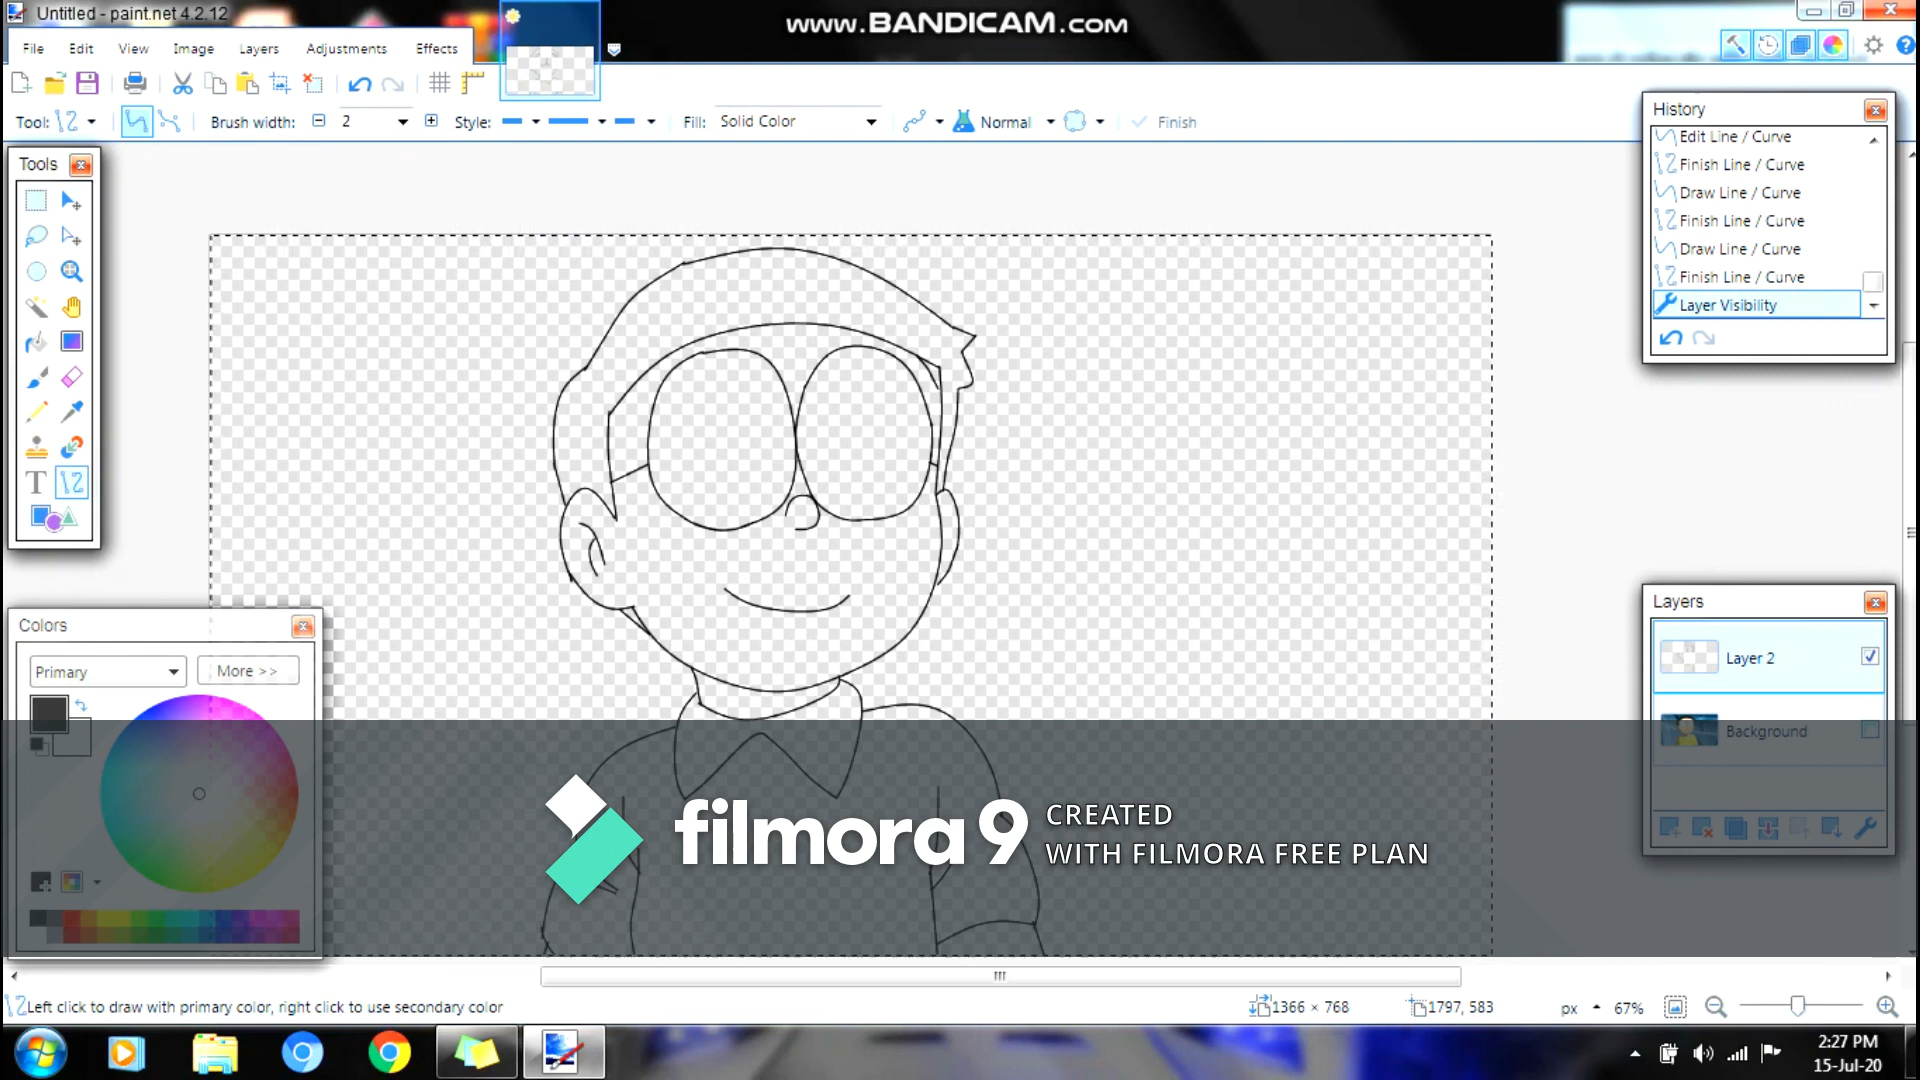 Untitled - paint.net 4.2.12
www.BANDICAM.com
File Edit View Image Layers Adjustments Effects
Tool: Brush width: 2 Style: Fill: Solid Color Normal Finish
Tools
History
Edit Line / Curve
Finish Line / Curve
Draw Line / Curve
Finish Line / Curve
Draw Line / Curve
Finish Line / Curve
Layer Visibility
Colors
Primary
More >>
Layers
Layer 2
Background
filmora9
CREATED
WITH FILMORA FREE PLAN
Left click to draw with primary color, right click to use secondary color
1366 × 768
1797, 583
px
67%
2:27 PM
15-Jul-20